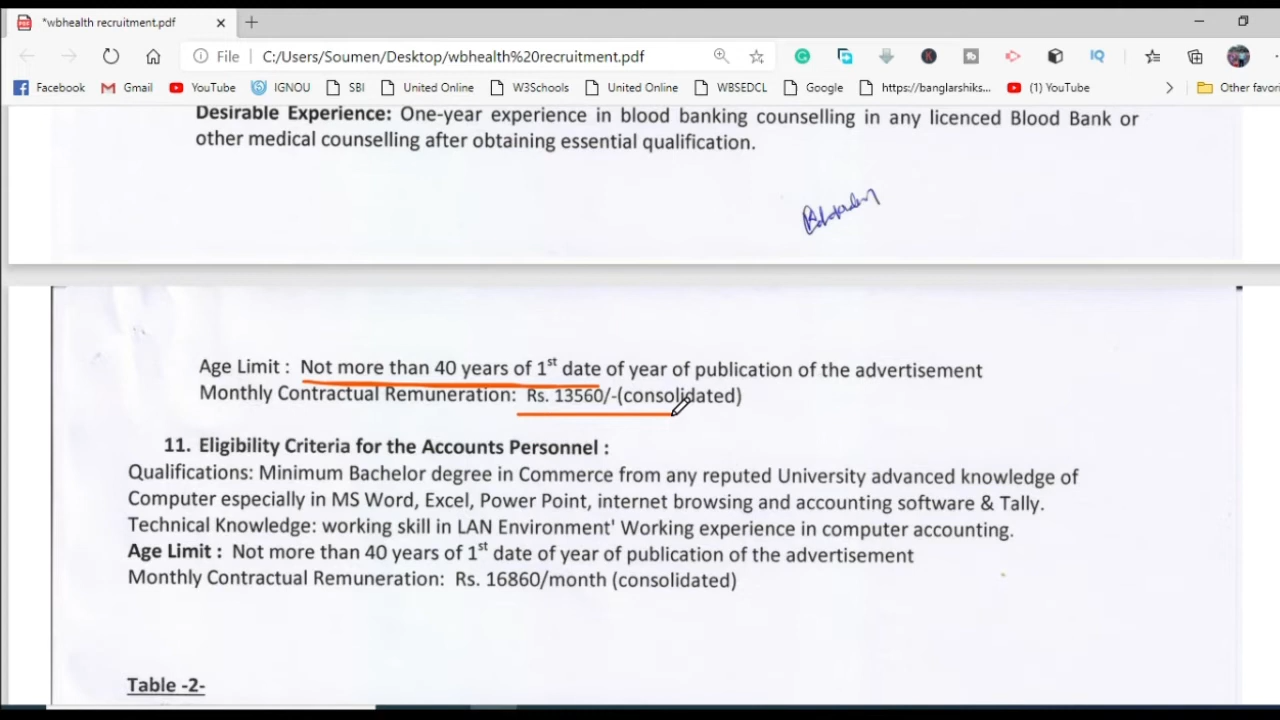 *wbhealth recruitment.pdf
File C:/Users/Soumen/Desktop/wbhealth%20recruitment.pdf
Facebook Gmail YouTube IGNOU SBI United Online W3Schools United Online WBSEDCL Google https://banglarshiks... (1) YouTube Other favori
Desirable Experience: One-year experience in blood banking counselling in any licenced Blood Bank or
other medical counselling after obtaining essential qualification.
Age Limit : Not more than 40 years of 1st date of year of publication of the advertisement
Monthly Contractual Remuneration: Rs. 13560/-(consolidated)
11. Eligibility Criteria for the Accounts Personnel :
Qualifications: Minimum Bachelor degree in Commerce from any reputed University advanced knowledge of
Computer especially in MS Word, Excel, Power Point, internet browsing and accounting software & Tally.
Technical Knowledge: working skill in LAN Environment' Working experience in computer accounting.
Age Limit : Not more than 40 years of 1st date of year of publication of the advertisement
Monthly Contractual Remuneration: Rs. 16860/month (consolidated)
Table -2-